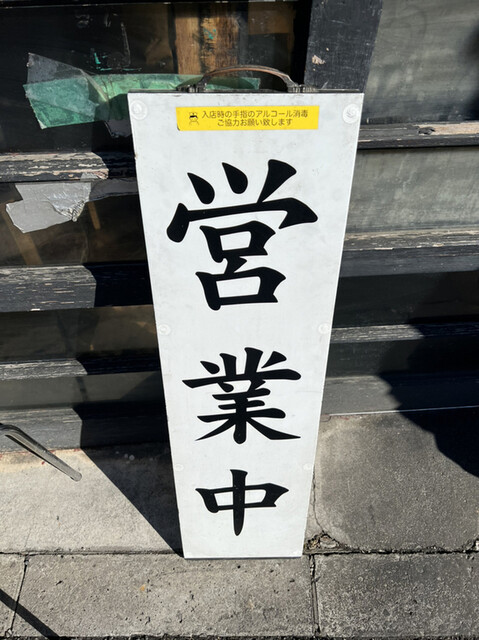 入店時の手指のアルコール消毒
ご協力お願い致します
営業中